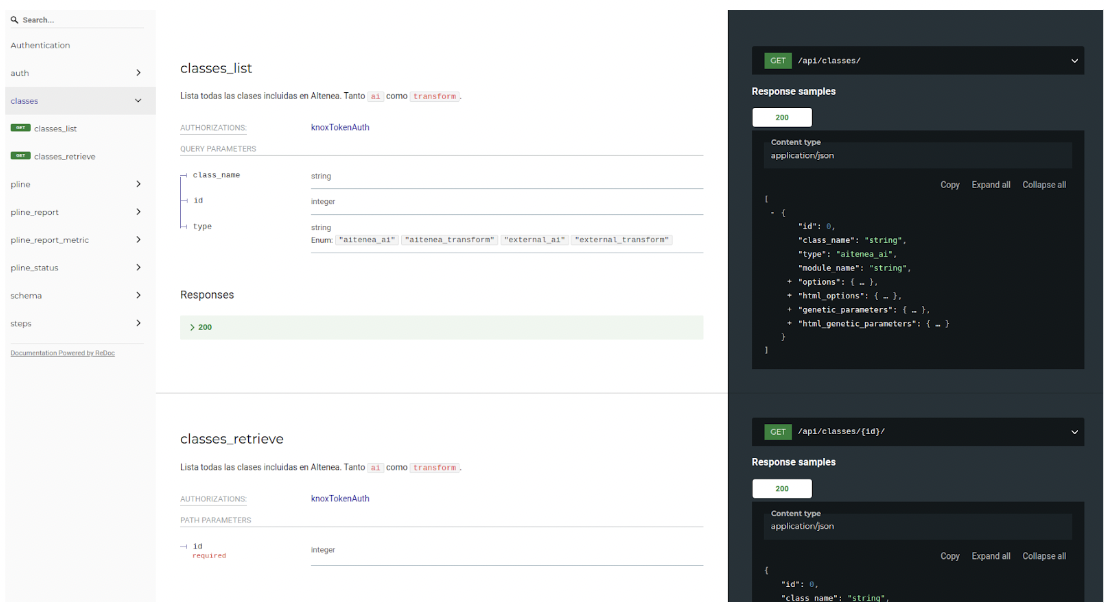 Search...
Authentication
auth
classes
GET classes_list
GET classes_retrieve
pline
pline_report
pline_report_metric
pline_status
schema
steps
Documentation Powered by ReDoc
classes_list
Lista todas las clases incluidas en Altenea. Tanto ai como transform.
AUTHORIZATIONS: knoxTokenAuth
QUERY PARAMETERS
class_name string
id integer
type string
Enum: "aitenea_ai" "aitenea_transform" "external_ai" "external_transform"
Responses
> 200
GET /api/classes/
Response samples
200
Content type
application/json
Copy Expand all Collapse all
[
- {
"id": 0,
"class_name": "string",
"type": "aitenea_ai",
"module_name": "string",
+ "options": { … },
+ "html_options": { … },
+ "genetic_parameters": { … },
+ "html_genetic_parameters": { … }
}
]
classes_retrieve
Lista todas las clases incluidas en Altenea. Tanto ai como transform.
AUTHORIZATIONS: knoxTokenAuth
PATH PARAMETERS
id integer
required
GET /api/classes/{id}/
Response samples
200
Content type
application/json
Copy Expand all Collapse all
{
"id": 0,
"class_name": "string",